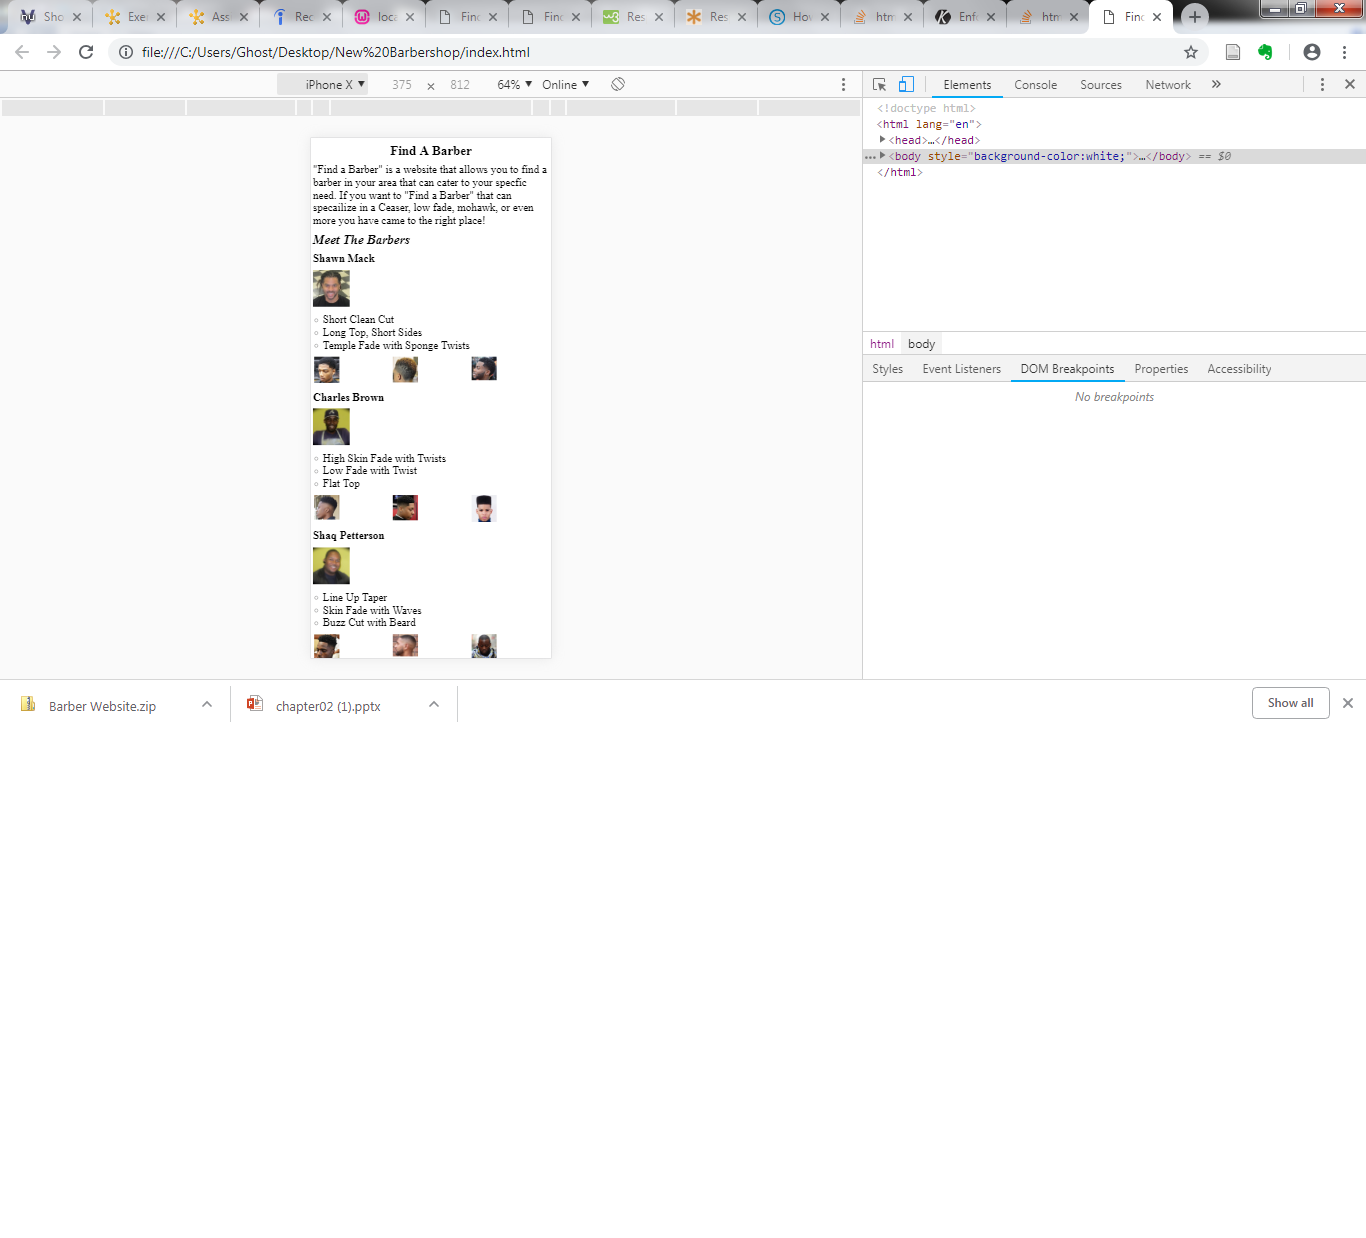 Sho
Exe
Ass
Rec
loca
Find
Find
Res
Res
How
htm
Enfo
htm
Find
file:///C:/Users/Ghost/Desktop/New%20Barbershop/index.html
iPhone X ▼ 375 × 812 64% ▼ Online ▼
Elements Console Sources Network »
<!doctype html>
<html lang="en">
<head>…</head>
<body style="background-color:white;">…</body> == $0
</html>
html body
Styles Event Listeners DOM Breakpoints Properties Accessibility
No breakpoints
Find A Barber
"Find a Barber" is a website that allows you to find a
barber in your area that can cater to your specfic
need. If you want to "Find a Barber" that can
specailize in a Ceaser, low fade, mohawk, or even
more you have came to the right place!
Meet The Barbers
Shawn Mack
Short Clean Cut
Long Top, Short Sides
Temple Fade with Sponge Twists
Charles Brown
High Skin Fade with Twists
Low Fade with Twist
Flat Top
Shaq Petterson
Line Up Taper
Skin Fade with Waves
Buzz Cut with Beard
Barber Website.zip
chapter02 (1).pptx
Show all